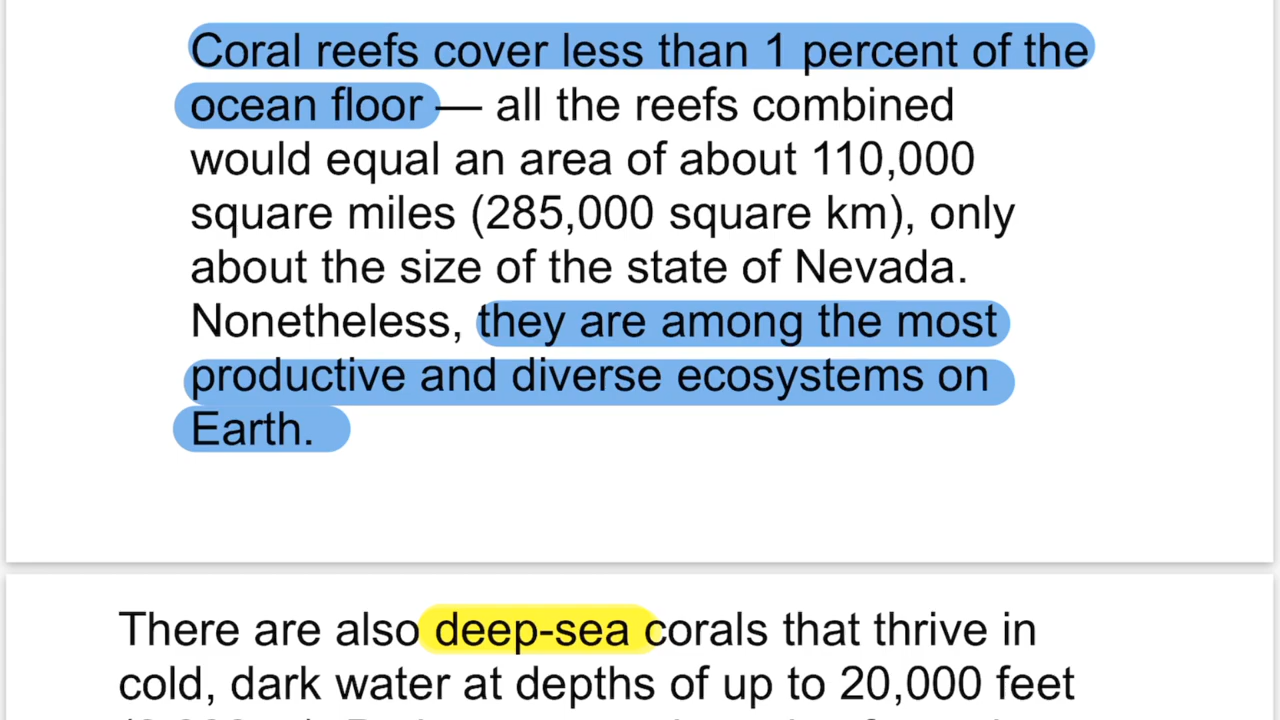 Coral reefs cover less than 1 percent of the
ocean floor — all the reefs combined
would equal an area of about 110,000
square miles (285,000 square km), only
about the size of the state of Nevada.
Nonetheless, they are among the most
productive and diverse ecosystems on
Earth.
There are also deep-sea corals that thrive in
cold, dark water at depths of up to 20,000 feet